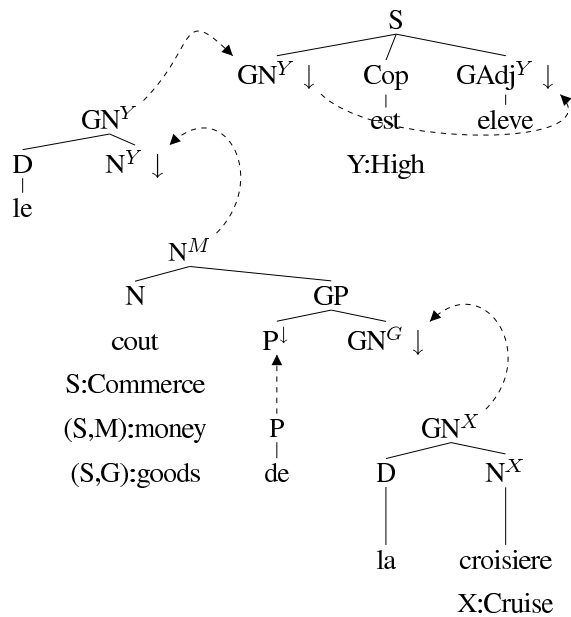 S
GN^Y ↓ Cop GAdj^Y ↓
est eleve
Y:High
GN^Y
D N^Y ↓
le
N^M
N GP
cout P^↓ GN^G ↓
S:Commerce
(S,M):money P GN^X
(S,G):goods de D N^X
la croisiere
X:Cruise